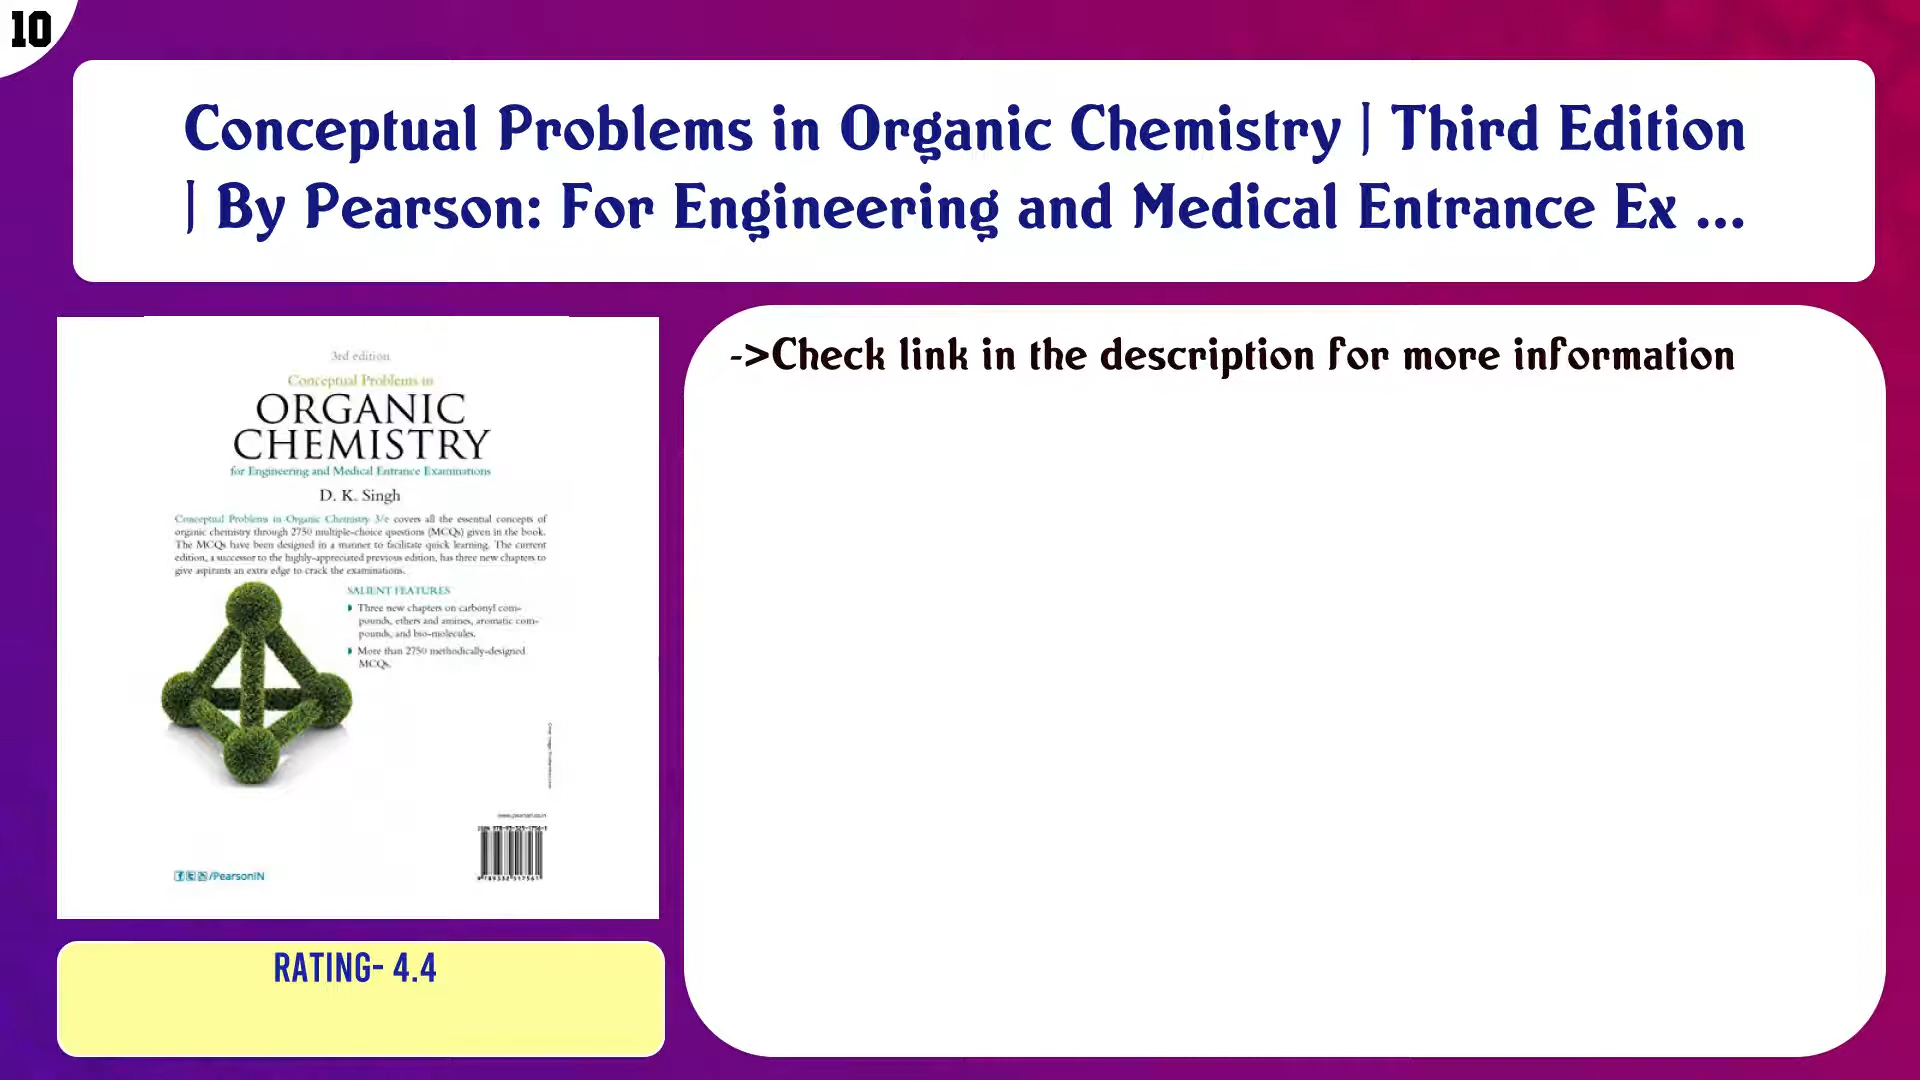 10
Conceptual Problems in Organic Chemistry | Third Edition
| By Pearson: For Engineering and Medical Entrance Ex ...
->Check link in the description for more information
3rd edition
Conceptual Problems in
ORGANIC
CHEMISTRY
for Engineering and Medical Entrance Examinations
D. K. Singh
Conceptual Problems in Organic Chemistry 3/e covers all the essential concepts of
organic chemistry through 2750 multiple-choice questions (MCQs) given in the book.
The MCQs have been designed in a manner to facilitate quick learning. The current
edition, a successor to the highly-appreciated previous edition, has three new chapters to
give aspirants an extra edge to crack the examinations.
SALIENT FEATURES
Three new chapters on carbonyl com-
pounds, ethers and amines, aromatic com-
pounds, and bio-molecules.
More than 2750 methodically-designed
MCQs.
www.pearson.co.in
/PearsonIN
RATING- 4.4